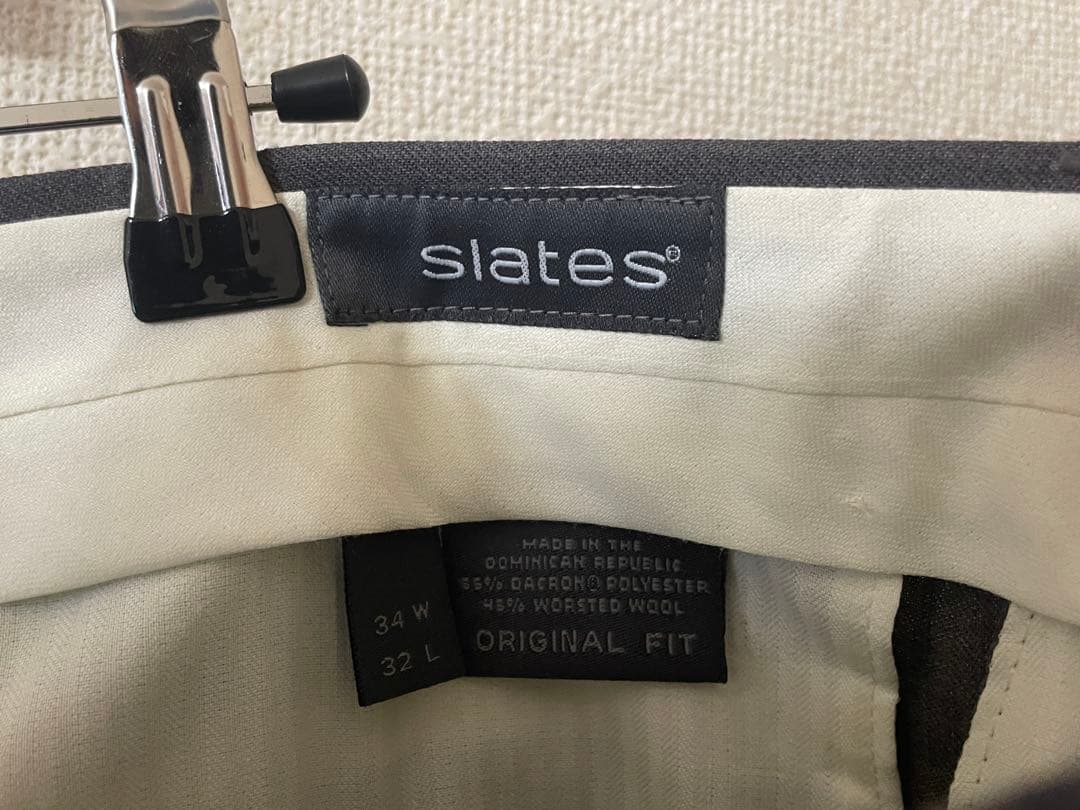 slates®
MADE IN THE
DOMINICAN REPUBLIC
55% DACRON® POLYESTER
45% WORSTED WOOL
ORIGINAL FIT
34 W
32 L